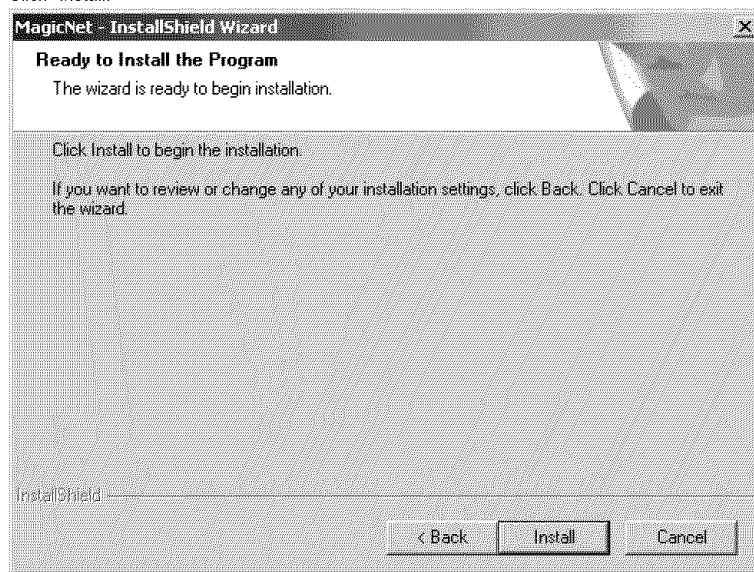 MagicNet - InstallShield Wizard
Ready to Install the Program
The wizard is ready to begin installation.
Click Install to begin the installation.
If you want to review or change any of your installation settings, click Back. Click Cancel to exit
the wizard.
InstallShield
< Back Install Cancel